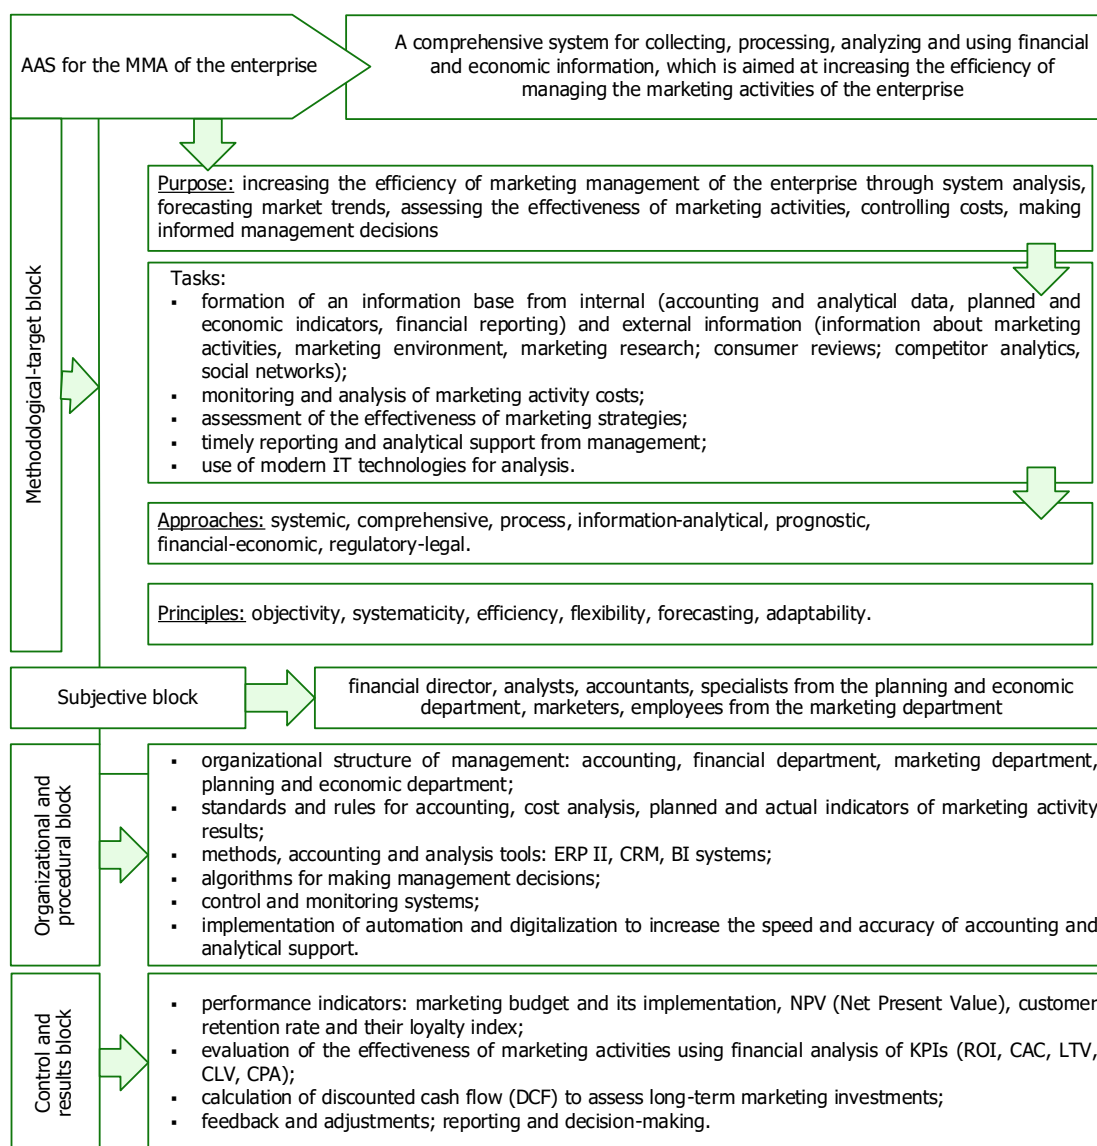 AAS for the MMA of the enterprise
A comprehensive system for collecting, processing, analyzing and using financial
and economic information, which is aimed at increasing the efficiency of
managing the marketing activities of the enterprise
Methodological-target block
Purpose: increasing the efficiency of marketing management of the enterprise through system analysis,
forecasting market trends, assessing the effectiveness of marketing activities, controlling costs, making
informed management decisions
Tasks:
▪ formation of an information base from internal (accounting and analytical data, planned and
economic indicators, financial reporting) and external information (information about marketing
activities, marketing environment, marketing research; consumer reviews; competitor analytics,
social networks);
▪ monitoring and analysis of marketing activity costs;
▪ assessment of the effectiveness of marketing strategies;
▪ timely reporting and analytical support from management;
▪ use of modern IT technologies for analysis.
Approaches: systemic, comprehensive, process, information-analytical, prognostic,
financial-economic, regulatory-legal.
Principles: objectivity, systematicity, efficiency, flexibility, forecasting, adaptability.
Subjective block
financial director, analysts, accountants, specialists from the planning and economic
department, marketers, employees from the marketing department
Organizational and
procedural block
▪ organizational structure of management: accounting, financial department, marketing department,
planning and economic department;
▪ standards and rules for accounting, cost analysis, planned and actual indicators of marketing activity
results;
▪ methods, accounting and analysis tools: ERP II, CRM, BI systems;
▪ algorithms for making management decisions;
▪ control and monitoring systems;
▪ implementation of automation and digitalization to increase the speed and accuracy of accounting and
analytical support.
Control and
results block
▪ performance indicators: marketing budget and its implementation, NPV (Net Present Value), customer
retention rate and their loyalty index;
▪ evaluation of the effectiveness of marketing activities using financial analysis of KPIs (ROI, CAC, LTV,
CLV, CPA);
▪ calculation of discounted cash flow (DCF) to assess long-term marketing investments;
▪ feedback and adjustments; reporting and decision-making.